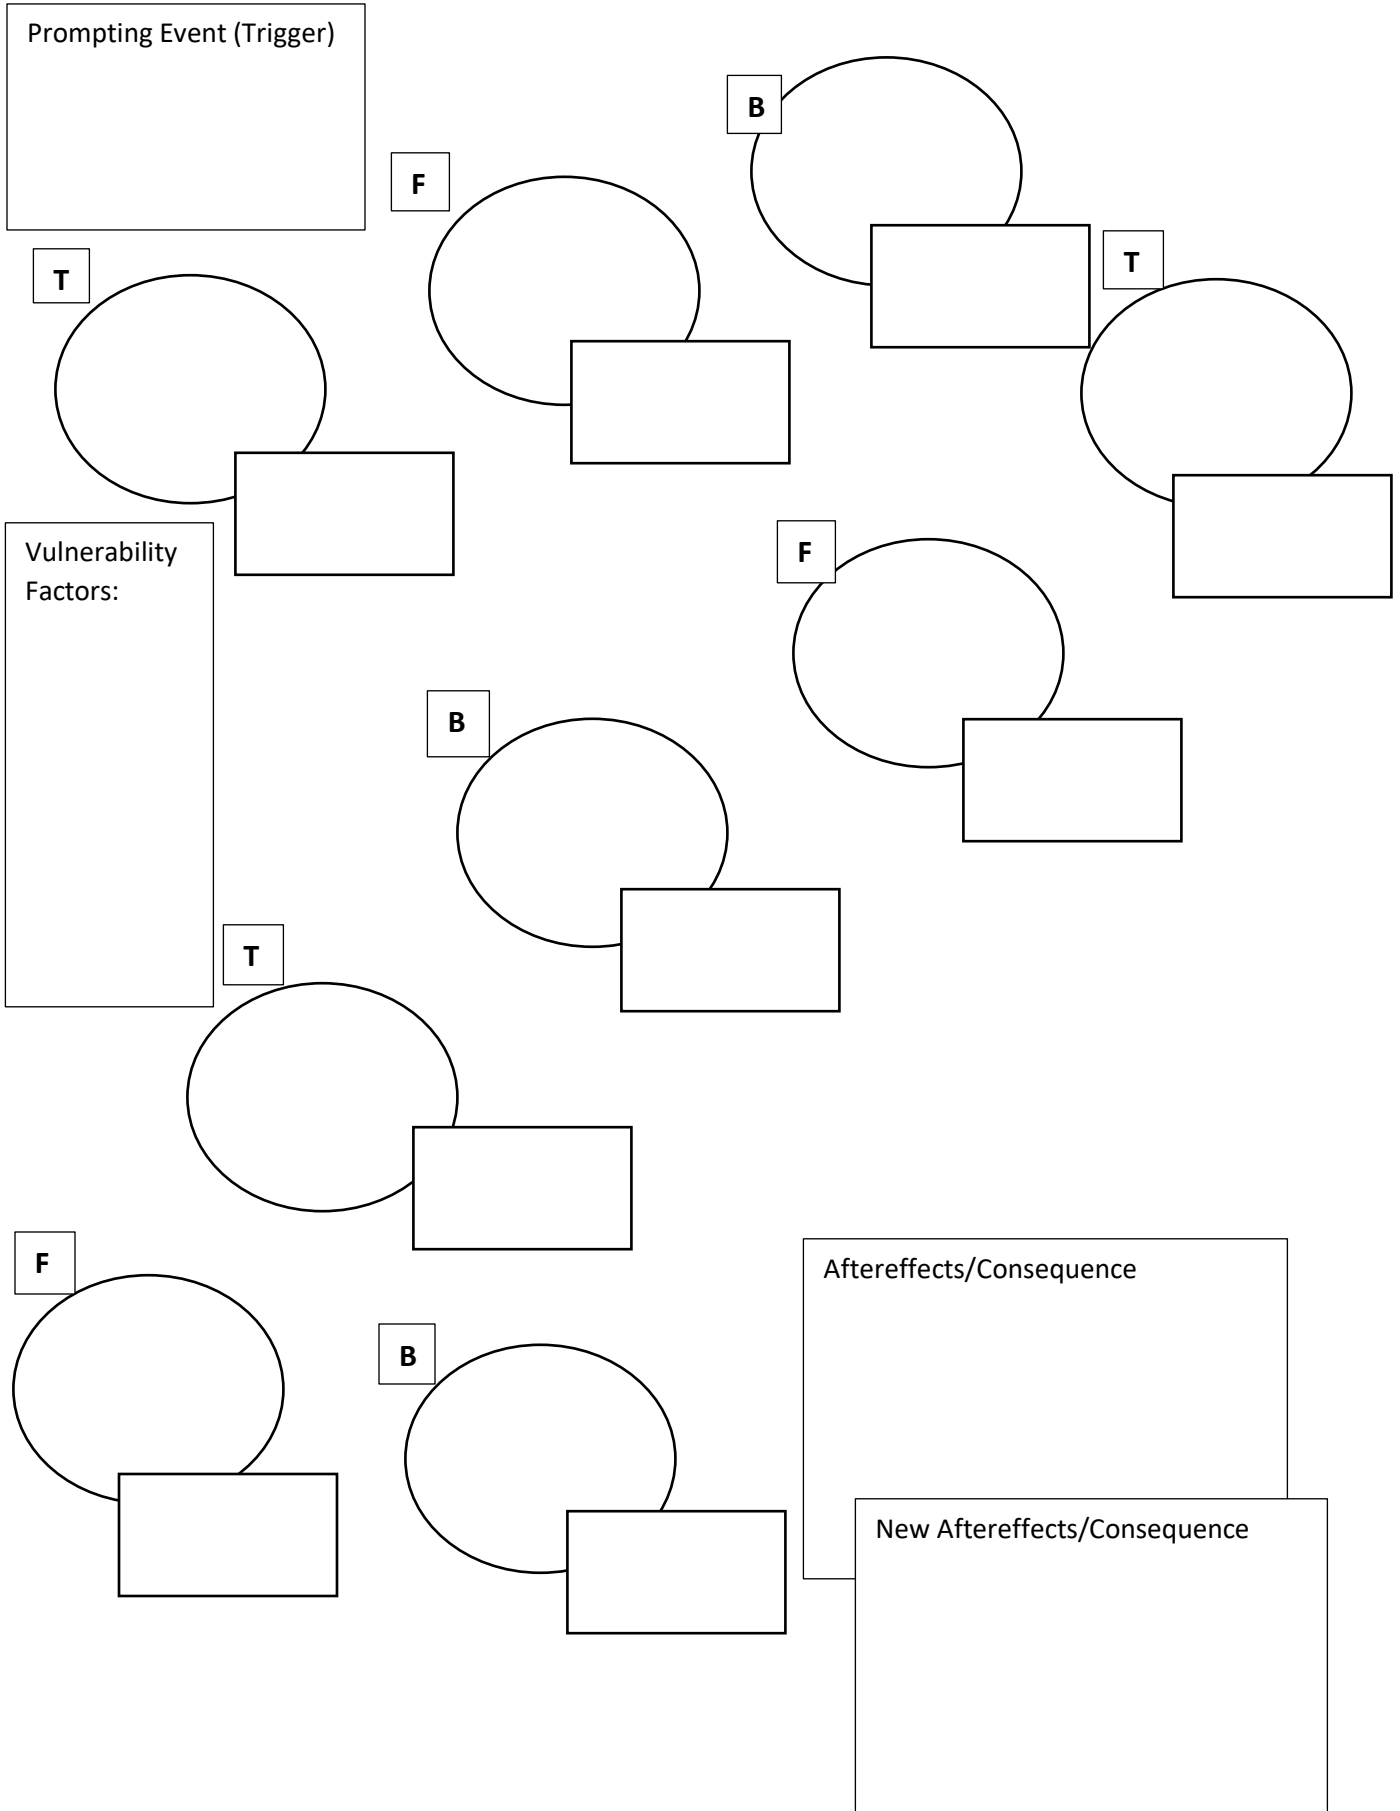 Prompting Event (Trigger)
B
F
T
T
Vulnerability
Factors:
F
B
T
F
B
Aftereffects/Consequence
New Aftereffects/Consequence